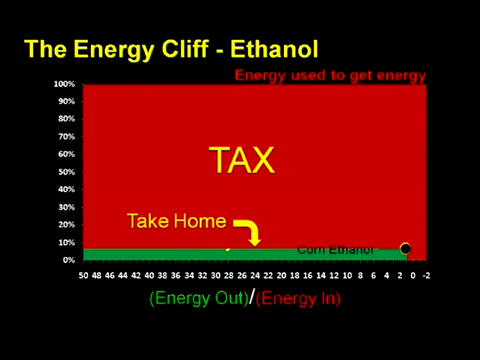 The Energy Cliff - Ethanol
Energy used to get energy
100%
90%
80%
70%
60%
50%
40%
30%
20%
10%
0%
TAX
Take Home
Corn Ethanol
50 48 46 44 42 40 38 36 34 32 30 28 26 24 22 20 18 16 14 12 10 8 6 4 2 0 -2
(Energy Out)/(Energy In)